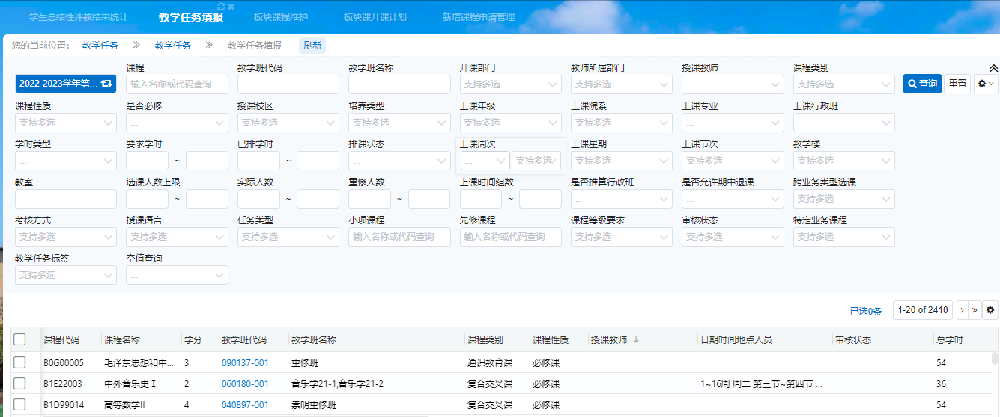 学生总结性评教结果统计 教学任务填报 板块课程维护 板块课开课计划 新增课程申请管理
您的当前位置： 教学任务 教学任务 教学任务填报 刷新
课程 教学班代码 教学班名称 开课部门 教师所属部门 授课教师 课程类别
2022-2023学年第... 输入名称或代码查询 支持多选 支持多选 ... 支持多选 查询 重置
课程性质 是否必修 授课校区 培养类型 上课年级 上课院系 上课专业 上课行政班
支持多选 ... 支持多选 支持多选 支持多选 支持多选 ...
学时类型 要求学时 已排学时 排课状态 上课周次 上课星期 上课节次 教学楼
... ~ ~ ... ... 支持多选 支持多选 支持多选 支持多选
教室 选课人数上限 实际人数 重修人数 上课时间组数 是否推算行政班 是否允许期中退课 跨业务类型选课
~ ~ ~ ~ ... ... 支持多选
考核方式 授课语言 任务类型 小项课程 先修课程 课程等级要求 审核状态 特定业务课程
支持多选 支持多选 支持多选 输入名称或代码查询 输入名称或代码查询 支持多选 支持多选 支持多选
教学任务标签 空值查询
支持多选 ...
已选0条 1-20 of 2410
课程代码 课程名称 学分 教学班代码 教学班名称 课程类别 课程性质 授课教师 日期时间地点人员 审核状态 总学时
B0G00005 毛泽东思想和中... 3 090137-001 重修班 通识教育课 必修课 54
B1E22003 中外音乐史 I 2 060180-001 音乐学21-1,音乐学21-2 复合交叉课 必修课 1~16周 周二 第三节~第四节 ... 36
B1D99014 高等数学II 4 040897-001 崇明重修班 复合交叉课 必修课 54